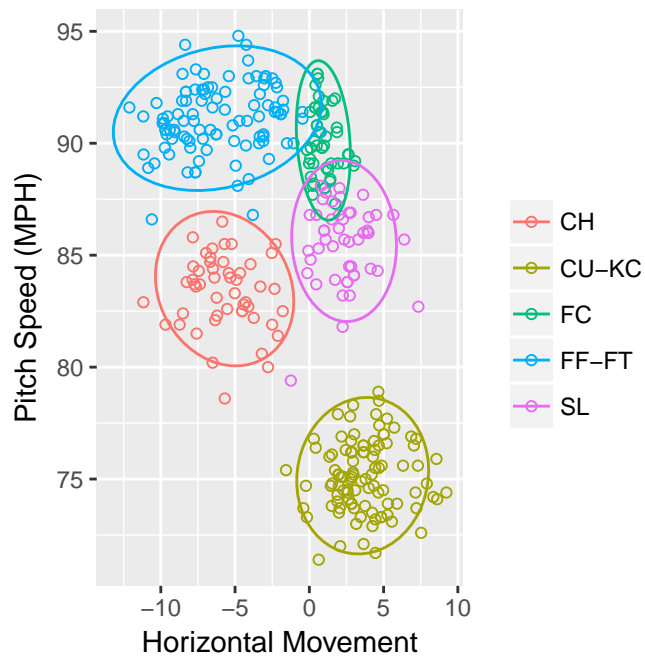 95
90
85
80
75
−10
−5
0
5
10
Horizontal Movement
Pitch Speed (MPH)
CH
CU−KC
FC
FF−FT
SL